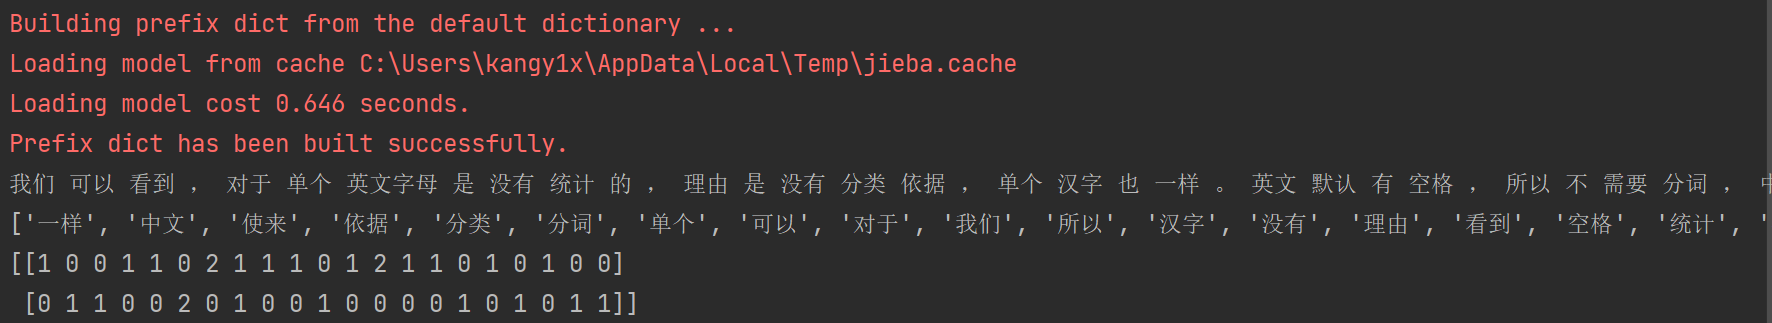 Building prefix dict from the default dictionary ...
Loading model from cache C:\Users\kangy1x\AppData\Local\Temp\jieba.cache
Loading model cost 0.646 seconds.
Prefix dict has been built successfully.
我们 可以 看到 ， 对于 单个 英文字母 是 没有 统计 的 ， 理由 是 没有 分类 依据 ， 单个 汉字 也 一样 。 英文 默认 有 空格 ， 所以 不 需要 分词 ，
['一样', '中文', '使来', '依据', '分类', '分词', '单个', '可以', '对于', '我们', '所以', '汉字', '没有', '理由', '看到', '空格', '统计', '
[[1 0 0 1 1 0 2 1 1 1 0 1 2 1 1 0 1 0 1 0 0]
[0 1 1 0 0 2 0 1 0 0 1 0 0 0 0 1 0 1 0 1 1]]